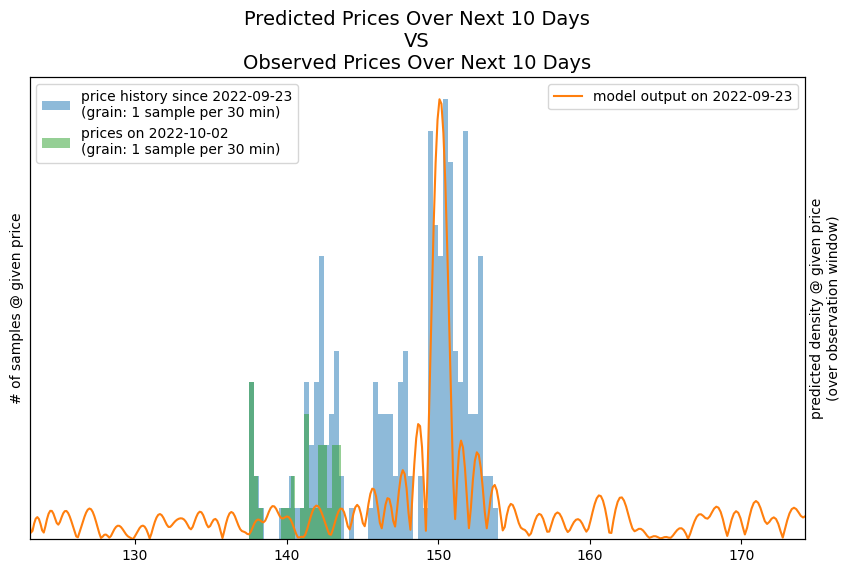 Predicted Prices Over Next 10 Days
VS
Observed Prices Over Next 10 Days
price history since 2022-09-23
(grain: 1 sample per 30 min)
prices on 2022-10-02
(grain: 1 sample per 30 min)
model output on 2022-09-23
# of samples @ given price
predicted density @ given price
(over observation window)
130 140 150 160 170